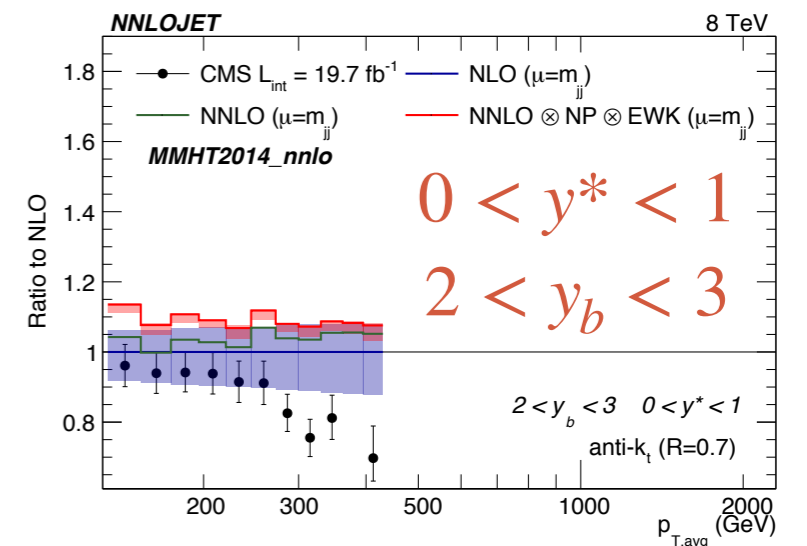 NNLOJET 8 TeV
CMS L_int = 19.7 fb⁻¹ NLO (μ=m_jj)
NNLO (μ=m_jj) NNLO ⊗ NP ⊗ EWK (μ=m_jj)
MMHT2014_nnlo
0 < y* < 1
2 < y_b < 3
Ratio to NLO
1.8
1.6
1.4
1.2
1
0.8
2 < y_b < 3 0 < y* < 1
anti-k_t (R=0.7)
200 300 500 1000 2000
p_T,avg (GeV)